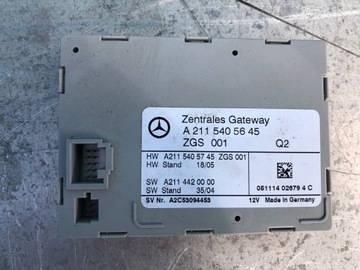 Zentrales Gateway
A 211 540 56 45
ZGS 001 Q2
HW A211 540 57 45 ZGS 001
HW Stand 18/05
SW A211 442 00 00
SW Stand 35/04
051114 02679 4 C
SV Nr. A2C53094453 12V Made in Germany